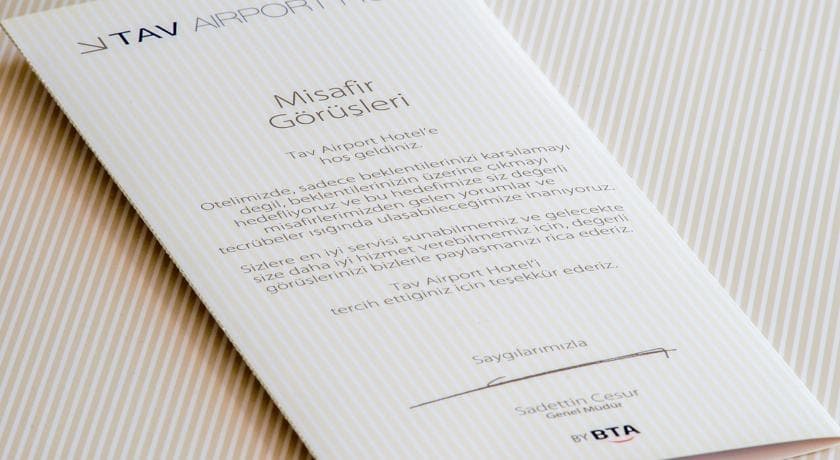 TAV AIRPORT
Misafir
Görüşleri
Tav Airport Hotel'e
hoş geldiniz.
Otelimizde, sadece beklentilerinizi karşılamayı
değil, beklentilerinizin üzerine çıkmayı
hedefliyoruz ve bu hedefimize siz değerli
misafirlerimizden gelen yorumlar ve
tecrübeler ışığında ulaşabileceğimize inanıyoruz.
Sizlere en iyi servisi sunabilmemiz ve gelecekte
size daha iyi hizmet verebilmemiz için, değerli
görüşlerinizi bizlerle paylaşmanızı rica ederiz.
Tav Airport Hotel'i
tercih ettiginiz için teşekkür ederiz.
Saygılarımızla
Sadettin Cesur
Genel Müdür
BY BTA